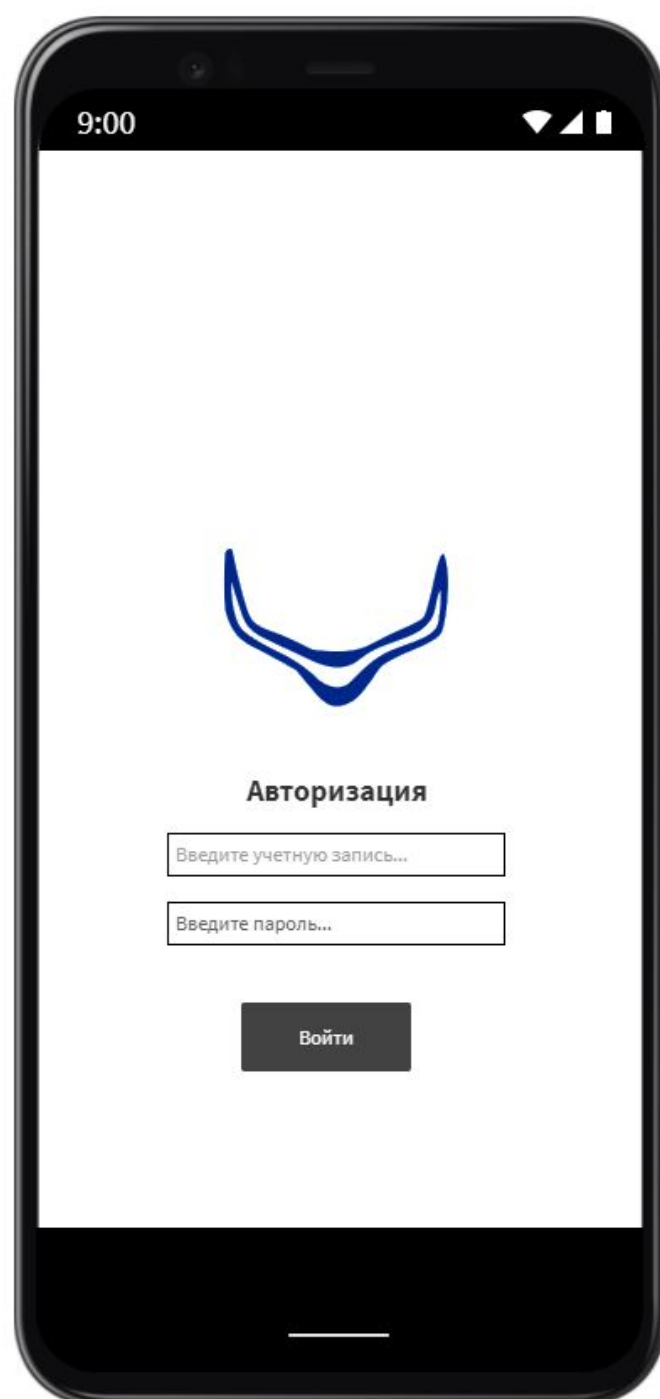 9:00
Авторизация
Введите учетную запись...
Введите пароль...
Войти